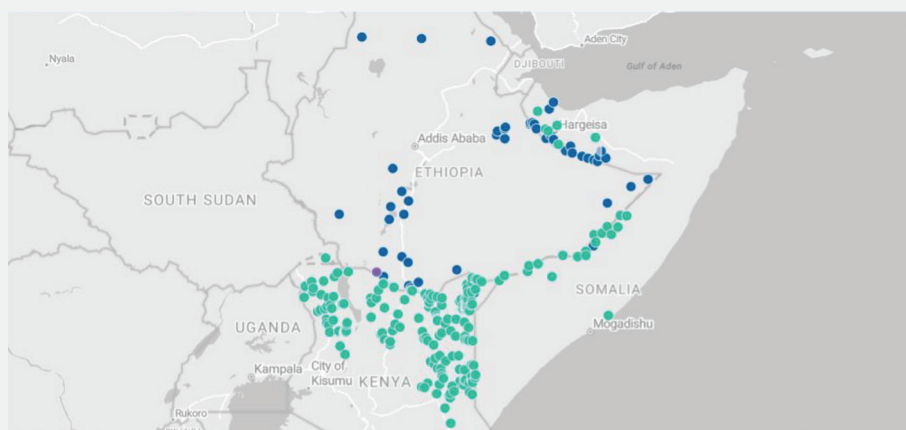 Nyala
Aden City
DJIBOUTI
Gulf of Aden
Hargeisa
Addis Ababa
ETHIOPIA
SOUTH SUDAN
SOMALIA
Mogadishu
UGANDA
Kampala
City of
Kisumu
KENYA
Rukoro